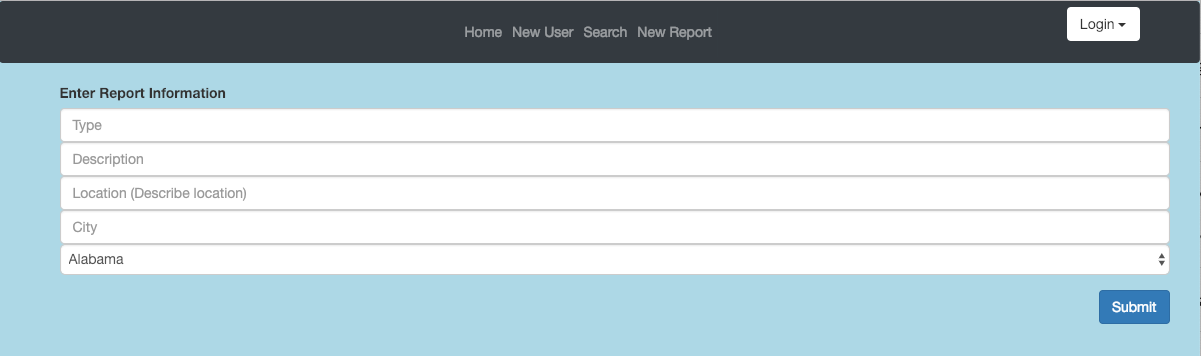 Home New User Search New Report Login
Enter Report Information
Type
Description
Location (Describe location)
City
Alabama
Submit